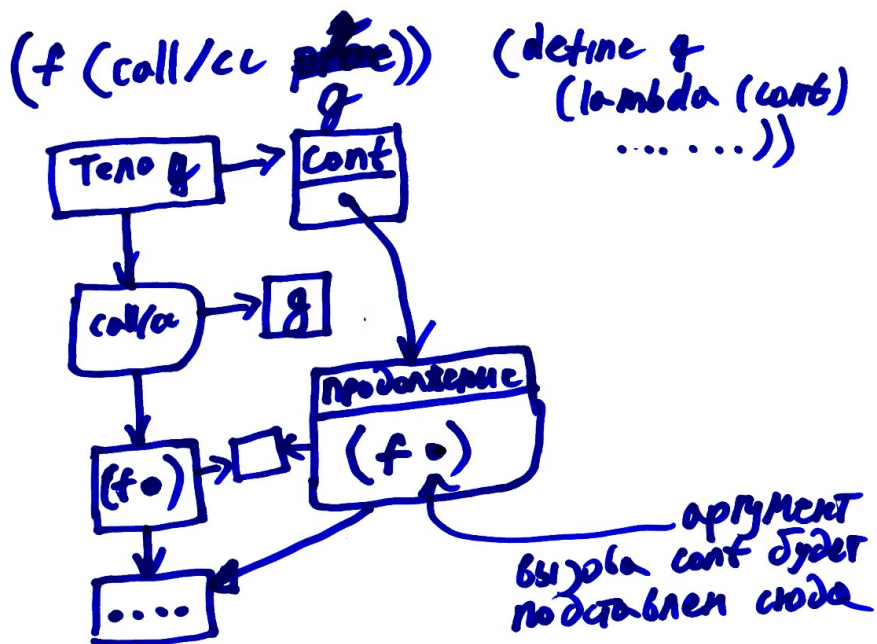 (f (call/cc g)) (define g
(lambda (cont)
... ...))
Тело g
cont
call/cc
g
продолжение
(f •)
(f •)
....
аргумент
вызова cont будет
подставлен сюда